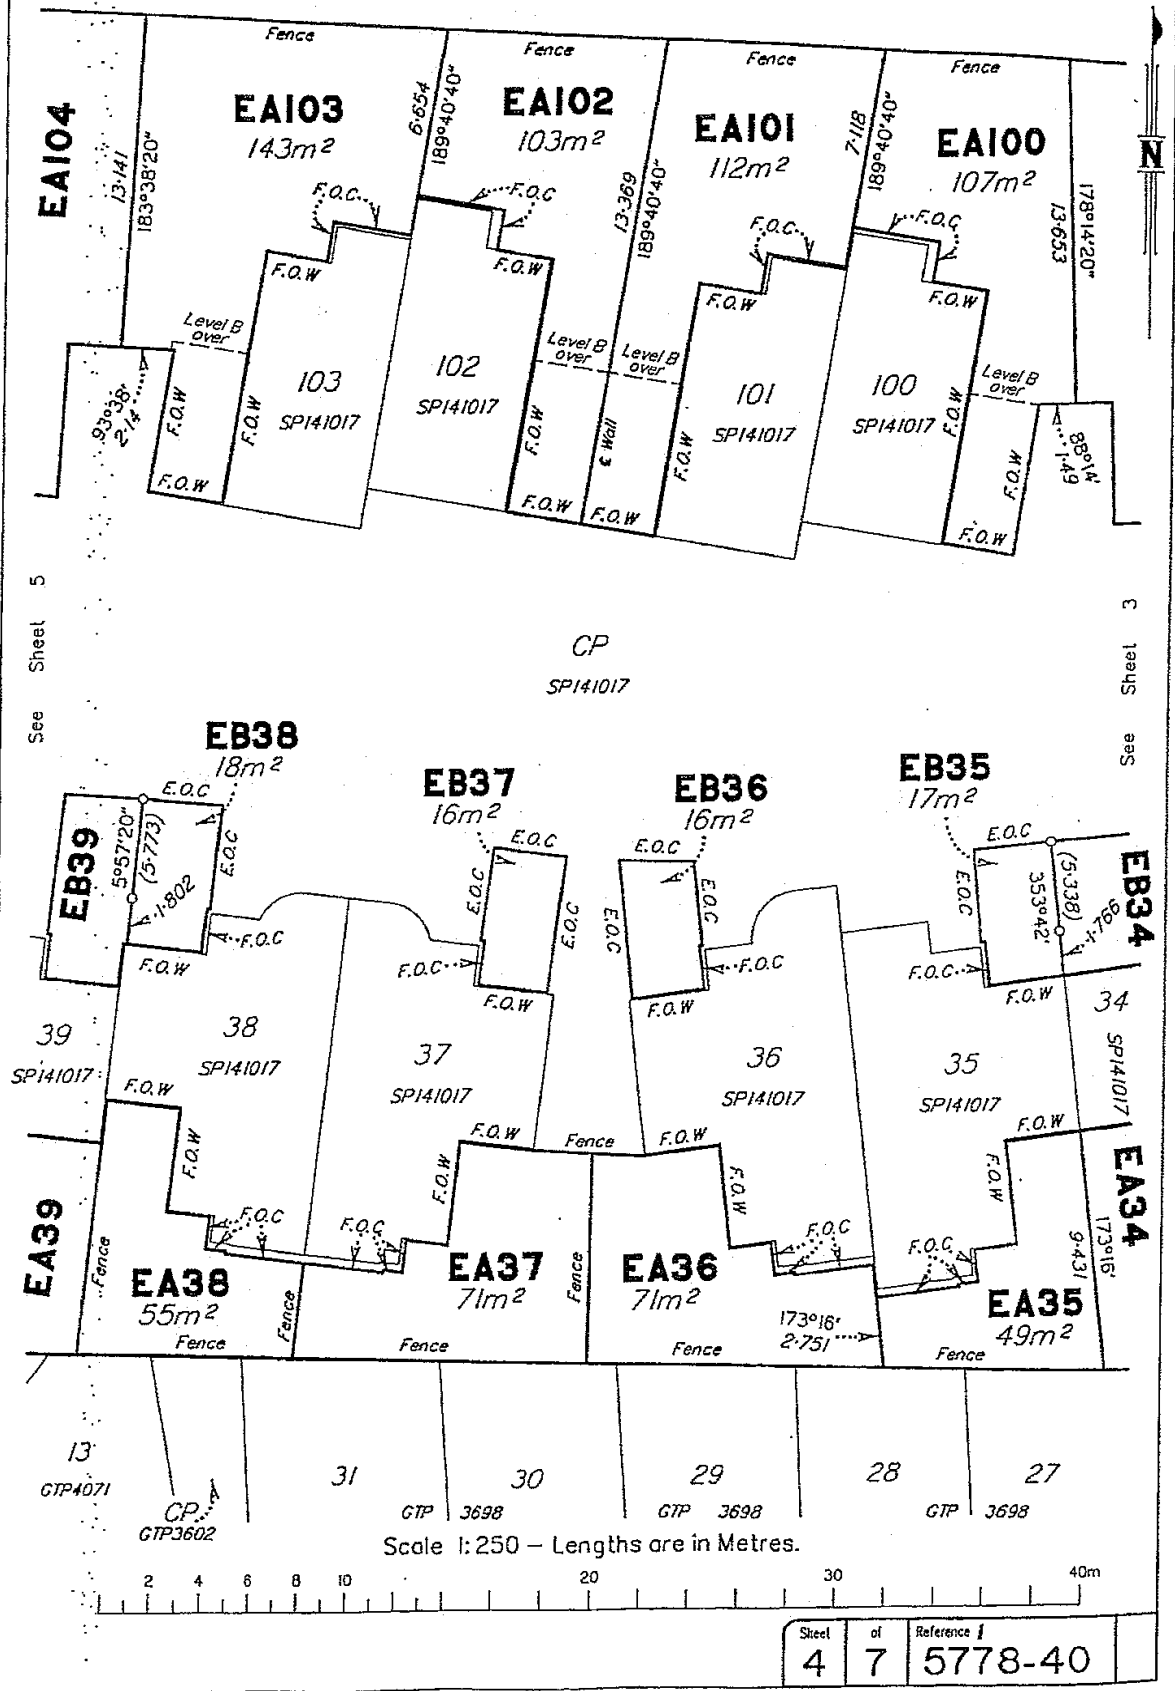 Fence
Fence
Fence
Fence
EA104
EA103
143m²
EA102
103m²
EA101
112m²
EA100
107m²
13·141
183°38'20"
6·654
189°40'40"
13·369
189°40'40"
7·118
189°40'40"
178°14'20"
13·653
N
F.O.C
F.O.C
F.O.C
F.O.C
F.O.W
F.O.W
F.O.W
F.O.W
Level B
over
Level B
over
Level B
over
Level B
over
93°38'
2·14
F.O.W
F.O.W
103
SP141017
102
SP141017
F.O.W
3 Wall
F.O.W
101
SP141017
100
SP141017
F.O.W
F.O.W
88°14'
1·49
F.O.W
F.O.W
F.O.W
F.O.W
See Sheet 5
See Sheet 3
CP
SP141017
EB38
18m²
EB37
16m²
EB36
16m²
EB35
17m²
E.O.C
E.O.C
E.O.C
E.O.C
EB39
5°57'20"
(5·773)
1·802
E.O.C
E.O.C
E.O.C
E.O.C
E.O.C
E.O.C
353°42'
(5·338)
1·766
EB34
F.O.C
F.O.C
F.O.C
F.O.C
F.O.W
F.O.W
F.O.W
F.O.W
39
SP141017
38
SP141017
37
SP141017
36
SP141017
35
SP141017
34
SP141017
F.O.W
F.O.W
F.O.W
Fence
F.O.W
F.O.W
F.O.W
F.O.W
F.O.W
F.O.C
F.O.C
F.O.C
F.O.C
EA39
Fence
EA38
55m²
Fence
EA37
71m²
Fence
EA36
71m²
173°16'
2·751
EA35
49m²
173°16'
9·431
EA34
Fence
Fence
Fence
Fence
13
GTP4071
CP
GTP3602
31
30
29
28
27
GTP 3698
GTP 3698
GTP 3698
Scale 1:250 – Lengths are in Metres.
2 4 6 8 10 20 30 40m
Sheet
4
of
7
Reference 1
5778-40